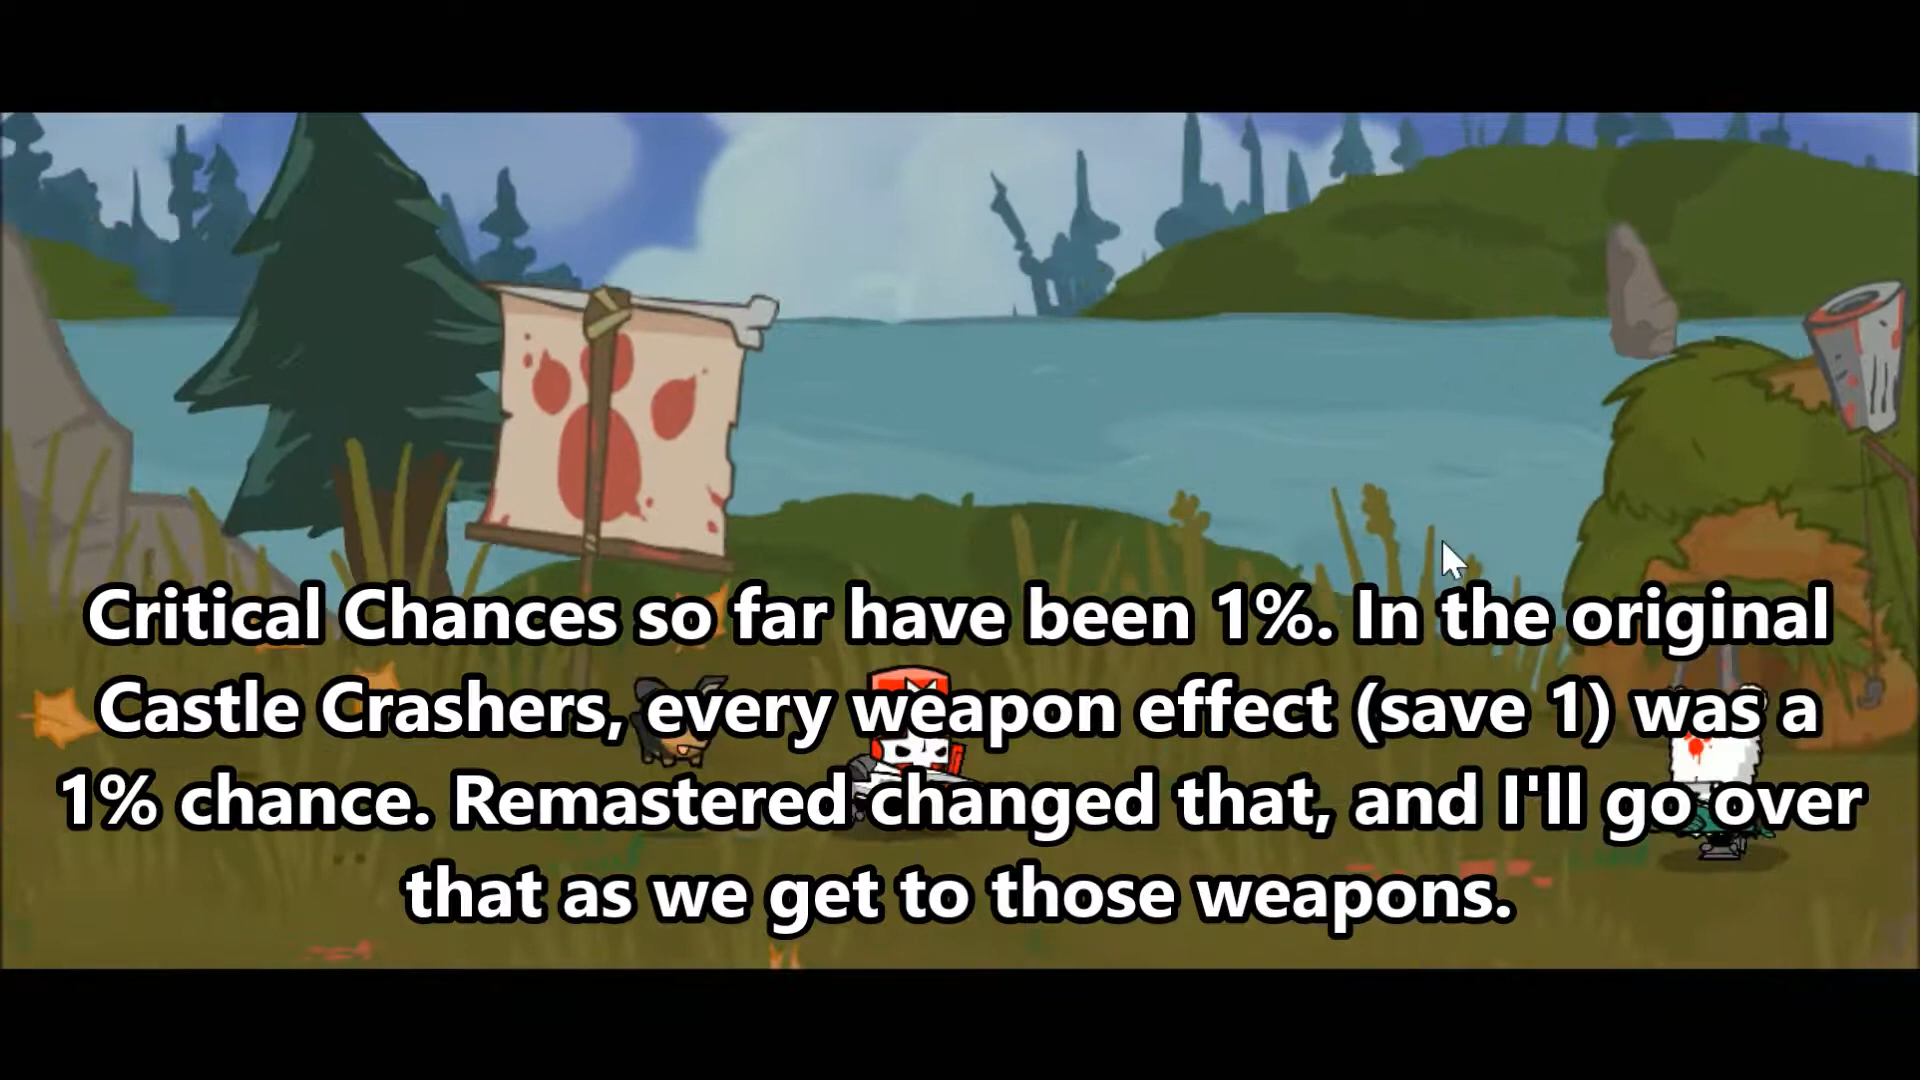 Critical Chances so far have been 1%. In the original
Castle Crashers, every weapon effect (save 1) was a
1% chance. Remastered changed that, and I'll go over
that as we get to those weapons.